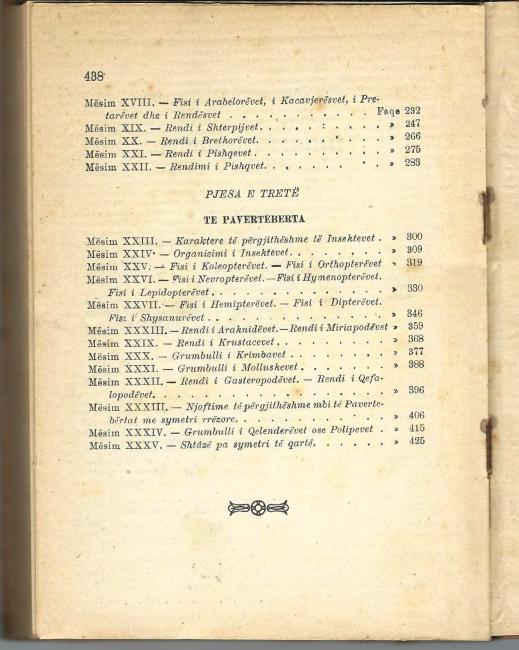 438
Mësim XVIII. — Fisi i Arabelorëvet, i Kacavjerësvet, i Pre-
tarëvet dhe i Rendësvet . . . . . . . . . . . Faqe 232
Mësim XIX. — Rendi i Shterpijvet. . . . . . . . . » 247
Mësim XX. — Rendi i Brethorëvet. . . . . . . . . » 266
Mësim XXI. — Rendi i Pishqevet. . . . . . . . . . » 275
Mësim XXII. — Rendimi i Pishqvet. . . . . . . . . » 283
PJESA E TRETË
TE PAVERTËBERTA
Mësim XXIII. — Karaktere të përgjithëshme të Insektevet . » 300
Mësim XXIV. — Organizimi i Insektevet. . . . . . . » 309
Mësim XXV. — Fisi i Koleopterëvet. — Fisi i Orthopterëvet » 319
Mësim XXVI. — Fisi i Nevropterëvet. — Fisi i Hymenopterëvet.
Fisi i Lepidopterëvet . . . . . . . . . . . . » 330
Mësim XXVII. — Fisi i Hemipterëvet. — Fisi i Dipterëvet.
Fisi i Shysanurëvet . . . . . . . . . . . . . » 346
Mësim XXXIII. — Rendi i Araknidëvet. — Rendi i Miriapodëvet » 359
Mësim XXIX. — Rendi i Krustacevet. . . . . . . . » 368
Mësim XXX. — Grumbulli i Krimbavet . . . . . . . » 377
Mësim XXXI. — Grumbulli i Molluskevet . . . . . . » 388
Mësim XXXII. — Rendi i Gasteropodëvet. — Rendi i Qefa-
lopodëvet. . . . . . . . . . . . . . . . . » 396
Mësim XXXIII. — Njoftime të përgjithëshme mbi të Paverte-
bërtat me symetri rrëzore. . . . . . . . . . . » 406
Mësim XXXIV. — Grumbulli i Qelenderëvet ose Polipevet . » 415
Mësim XXXV. — Shtâzë pa symetri të qartë. . . . . . » 425